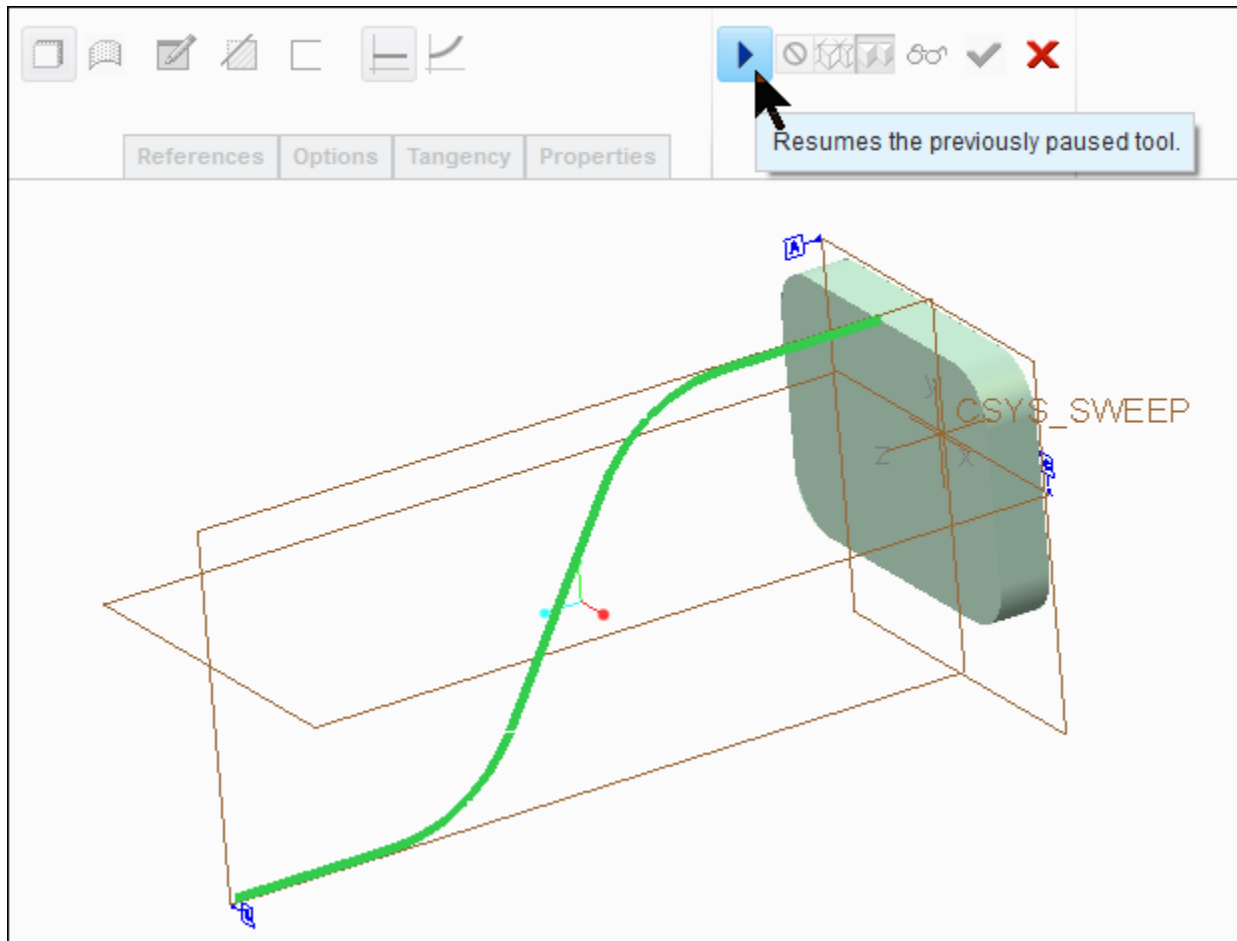 References Options Tangency Properties
Resumes the previously paused tool.
A
y
CSYS_SWEEP
Z
X